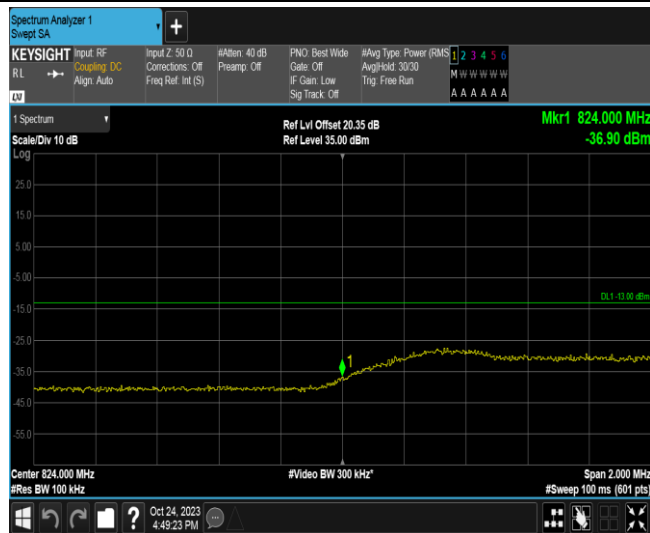 Spectrum Analyzer 1
Swept SA
+
KEYSIGHT
RL
LXI
Input: RF
Coupling: DC
Align: Auto
Input Z: 50 Ω
Corrections: Off
Freq Ref: Int (S)
#Atten: 40 dB
Preamp: Off
PNO: Best Wide
Gate: Off
IF Gain: Low
Sig Track: Off
#Avg Type: Power (RMS
Avg|Hold: 30/30
Trig: Free Run
1 2 3 4 5 6
M W W W W W
A A A A A A
1 Spectrum
Scale/Div 10 dB
Log
Ref Lvl Offset 20.35 dB
Ref Level 35.00 dBm
Mkr1 824.000 MHz
-36.90 dBm
25.0
15.0
5.00
-5.00
-15.0
-25.0
-35.0
-45.0
-55.0
DL1 -13.00 dBm
1
Center 824.000 MHz
#Res BW 100 kHz
#Video BW 300 kHz*
Span 2.000 MHz
#Sweep 100 ms (601 pts)
?
Oct 24, 2023
4:49:23 PM